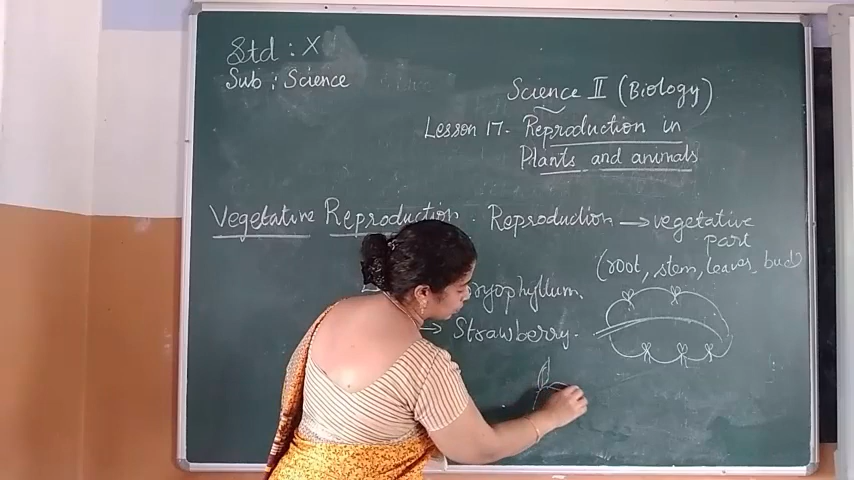 Std : X
Sub : Science
Science II (Biology)
Lesson 17. Reproduction in
Plants and animals
Vegetative Reproduction. Reproduction → vegetative
part
(root, stem, leaves, bud)
ryophyllum.
→ Strawberry.